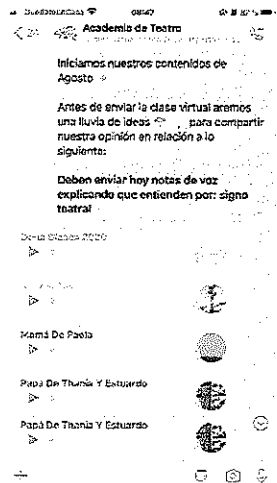 08:47
Academia de Teatro
Iniciamos nuestros contenidos de
Agosto
Antes de enviar la clase virtual aremos
una lluvia de ideas , para compartir
nuestra opinión en relación a lo
siguiente:
Deben enviar hoy notas de voz
explicando que entienden por: signo
teatral
Mamá De Paola
Papá De Thania Y Estuardo
Papá De Thania Y Estuardo